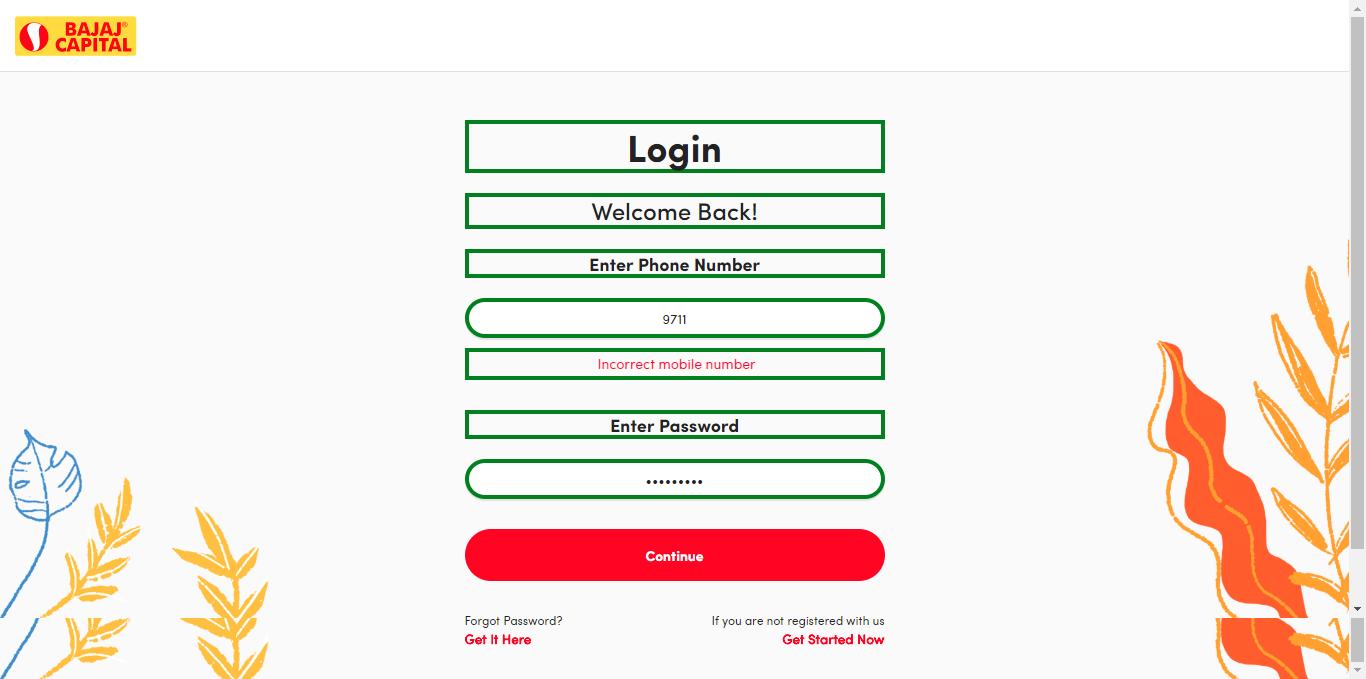 BAJAJ®
CAPITAL
Login
Welcome Back!
Enter Phone Number
9711
Incorrect mobile number
Enter Password
•••••••••
Continue
Forgot Password?
Get It Here
If you are not registered with us
Get Started Now